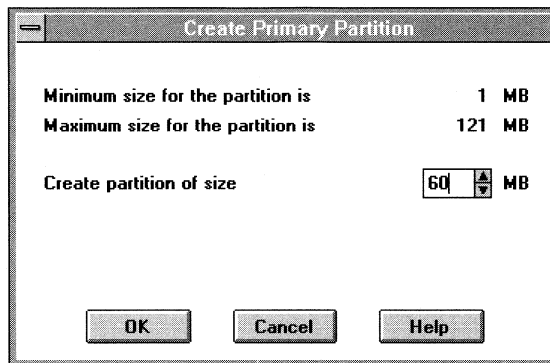 Create Primary Partition
Minimum size for the partition is 1 MB
Maximum size for the partition is 121 MB
Create partition of size 60 MB
OK Cancel Help